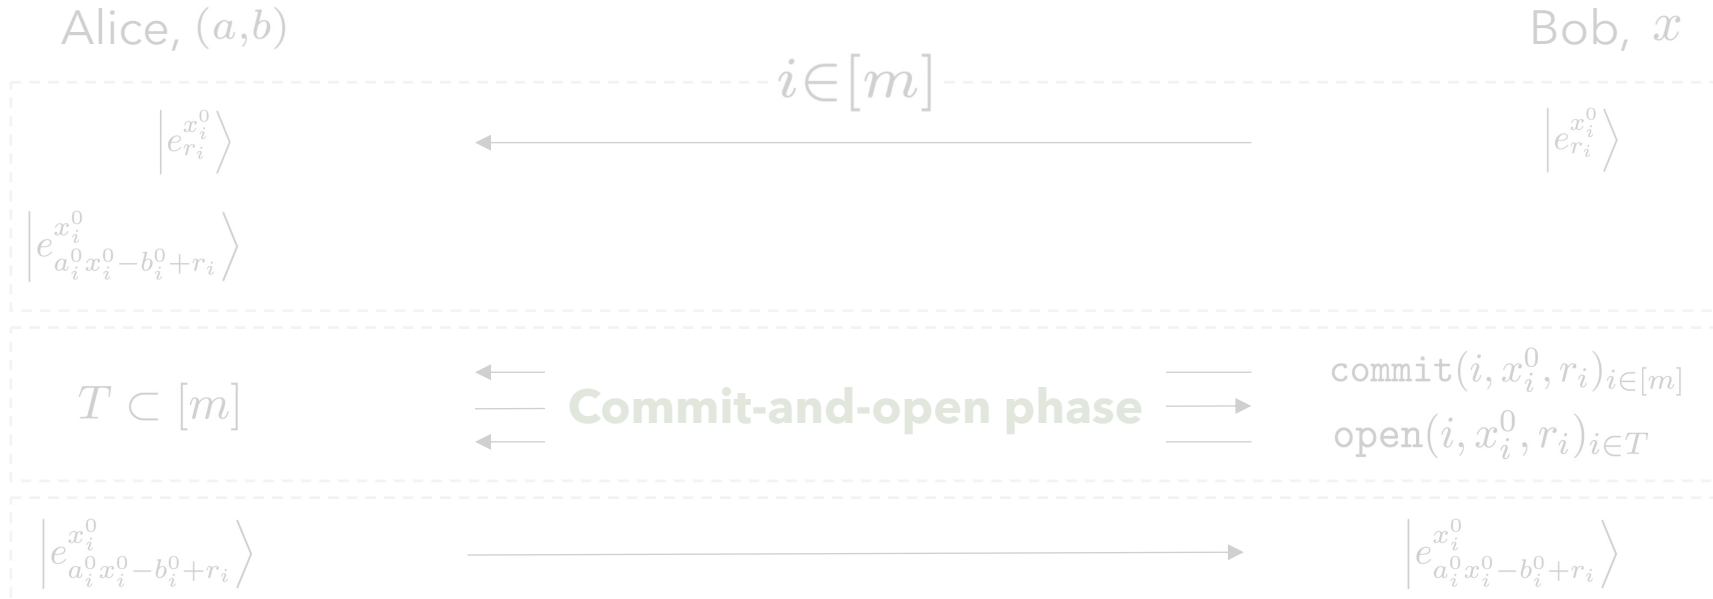 Alice, (a,b) Bob, x
i∈[m]
|e^{x_i^0}_{r_i}⟩ |e^{x_i^0}_{r_i}⟩
|e^{x_i^0}_{a_i^0 x_i^0−b_i^0+r_i}⟩
commit(i, x_i^0, r_i)_{i∈[m]}
T ⊂ [m] Commit-and-open phase
open(i, x_i^0, r_i)_{i∈T}
|e^{x_i^0}_{a_i^0 x_i^0−b_i^0+r_i}⟩ |e^{x_i^0}_{a_i^0 x_i^0−b_i^0+r_i}⟩